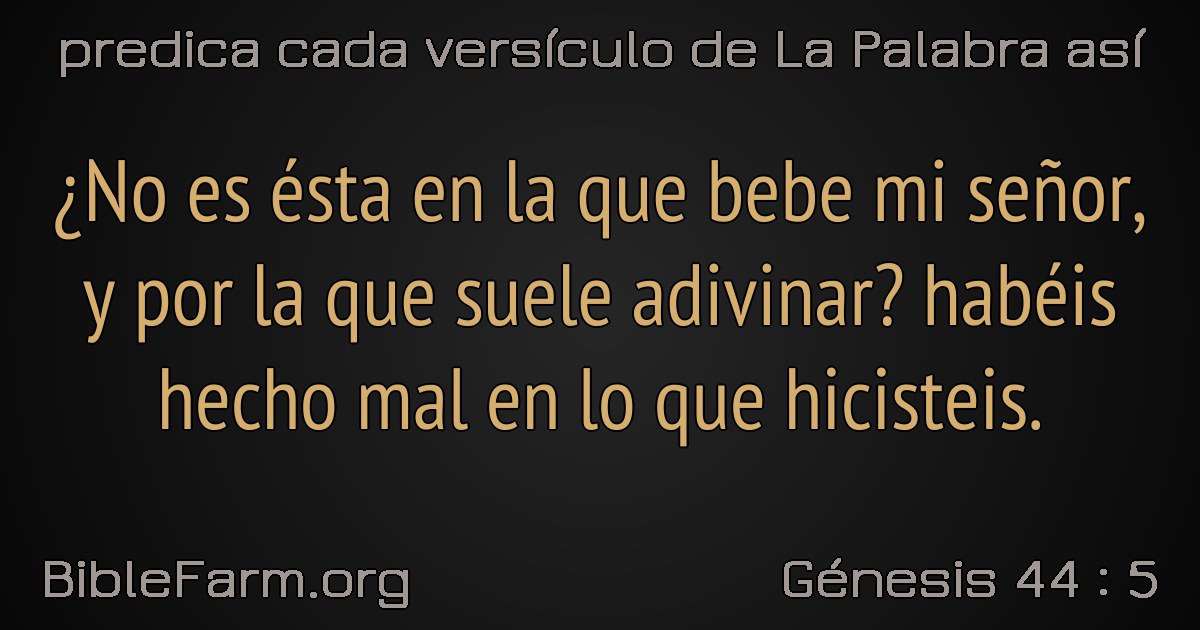 predica cada versículo de La Palabra así
¿No es ésta en la que bebe mi señor,
y por la que suele adivinar? habéis
hecho mal en lo que hicisteis.
BibleFarm.org
Génesis 44 : 5